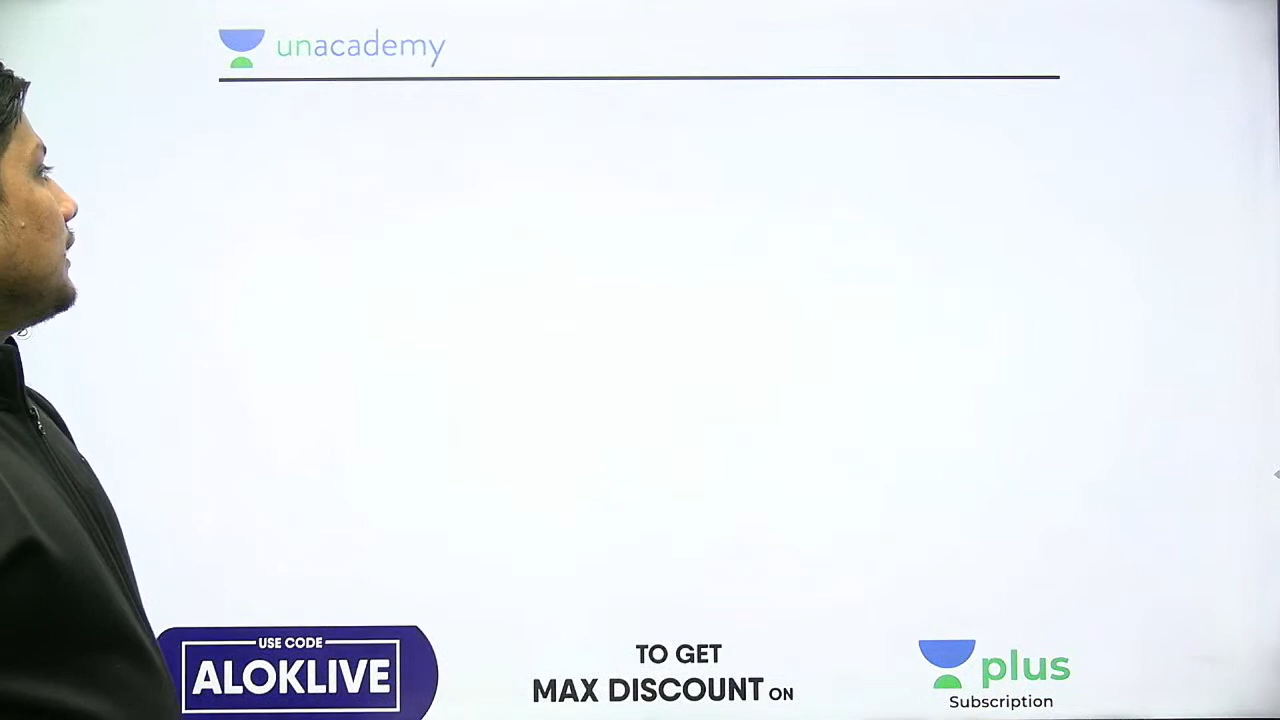 unacademy
USE CODE
ALOKLIVE
TO GET
MAX DISCOUNT ON
plus
Subscription